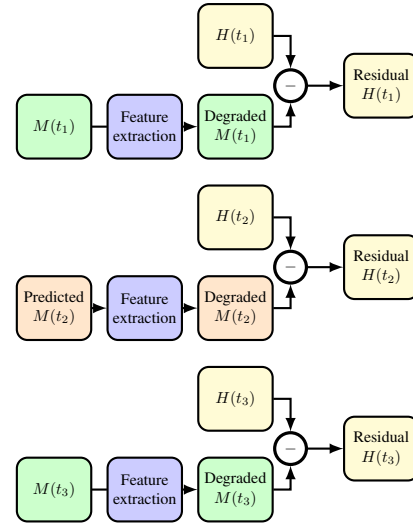 H(t₁)
−
Residual
H(t₁)
M(t₁)
Feature
extraction
Degraded
M(t₁)
H(t₂)
−
Residual
H(t₂)
Predicted
M(t₂)
Feature
extraction
Degraded
M(t₂)
H(t₃)
−
Residual
H(t₃)
M(t₃)
Feature
extraction
Degraded
M(t₃)